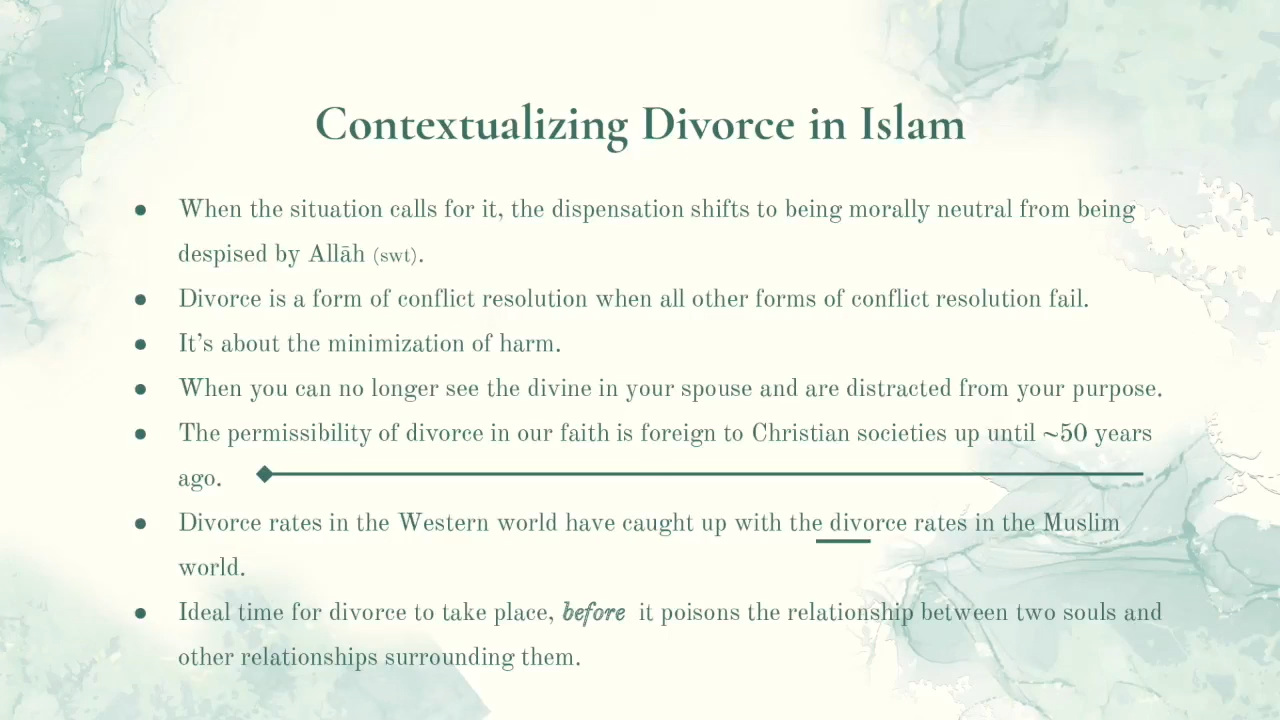 Contextualizing Divorce in Islam
● When the situation calls for it, the dispensation shifts to being morally neutral from being
despised by Allāh (swt).
● Divorce is a form of conflict resolution when all other forms of conflict resolution fail.
● It’s about the minimization of harm.
● When you can no longer see the divine in your spouse and are distracted from your purpose.
● The permissibility of divorce in our faith is foreign to Christian societies up until ~50 years
ago.
● Divorce rates in the Western world have caught up with the divorce rates in the Muslim
world.
● Ideal time for divorce to take place, before it poisons the relationship between two souls and
other relationships surrounding them.